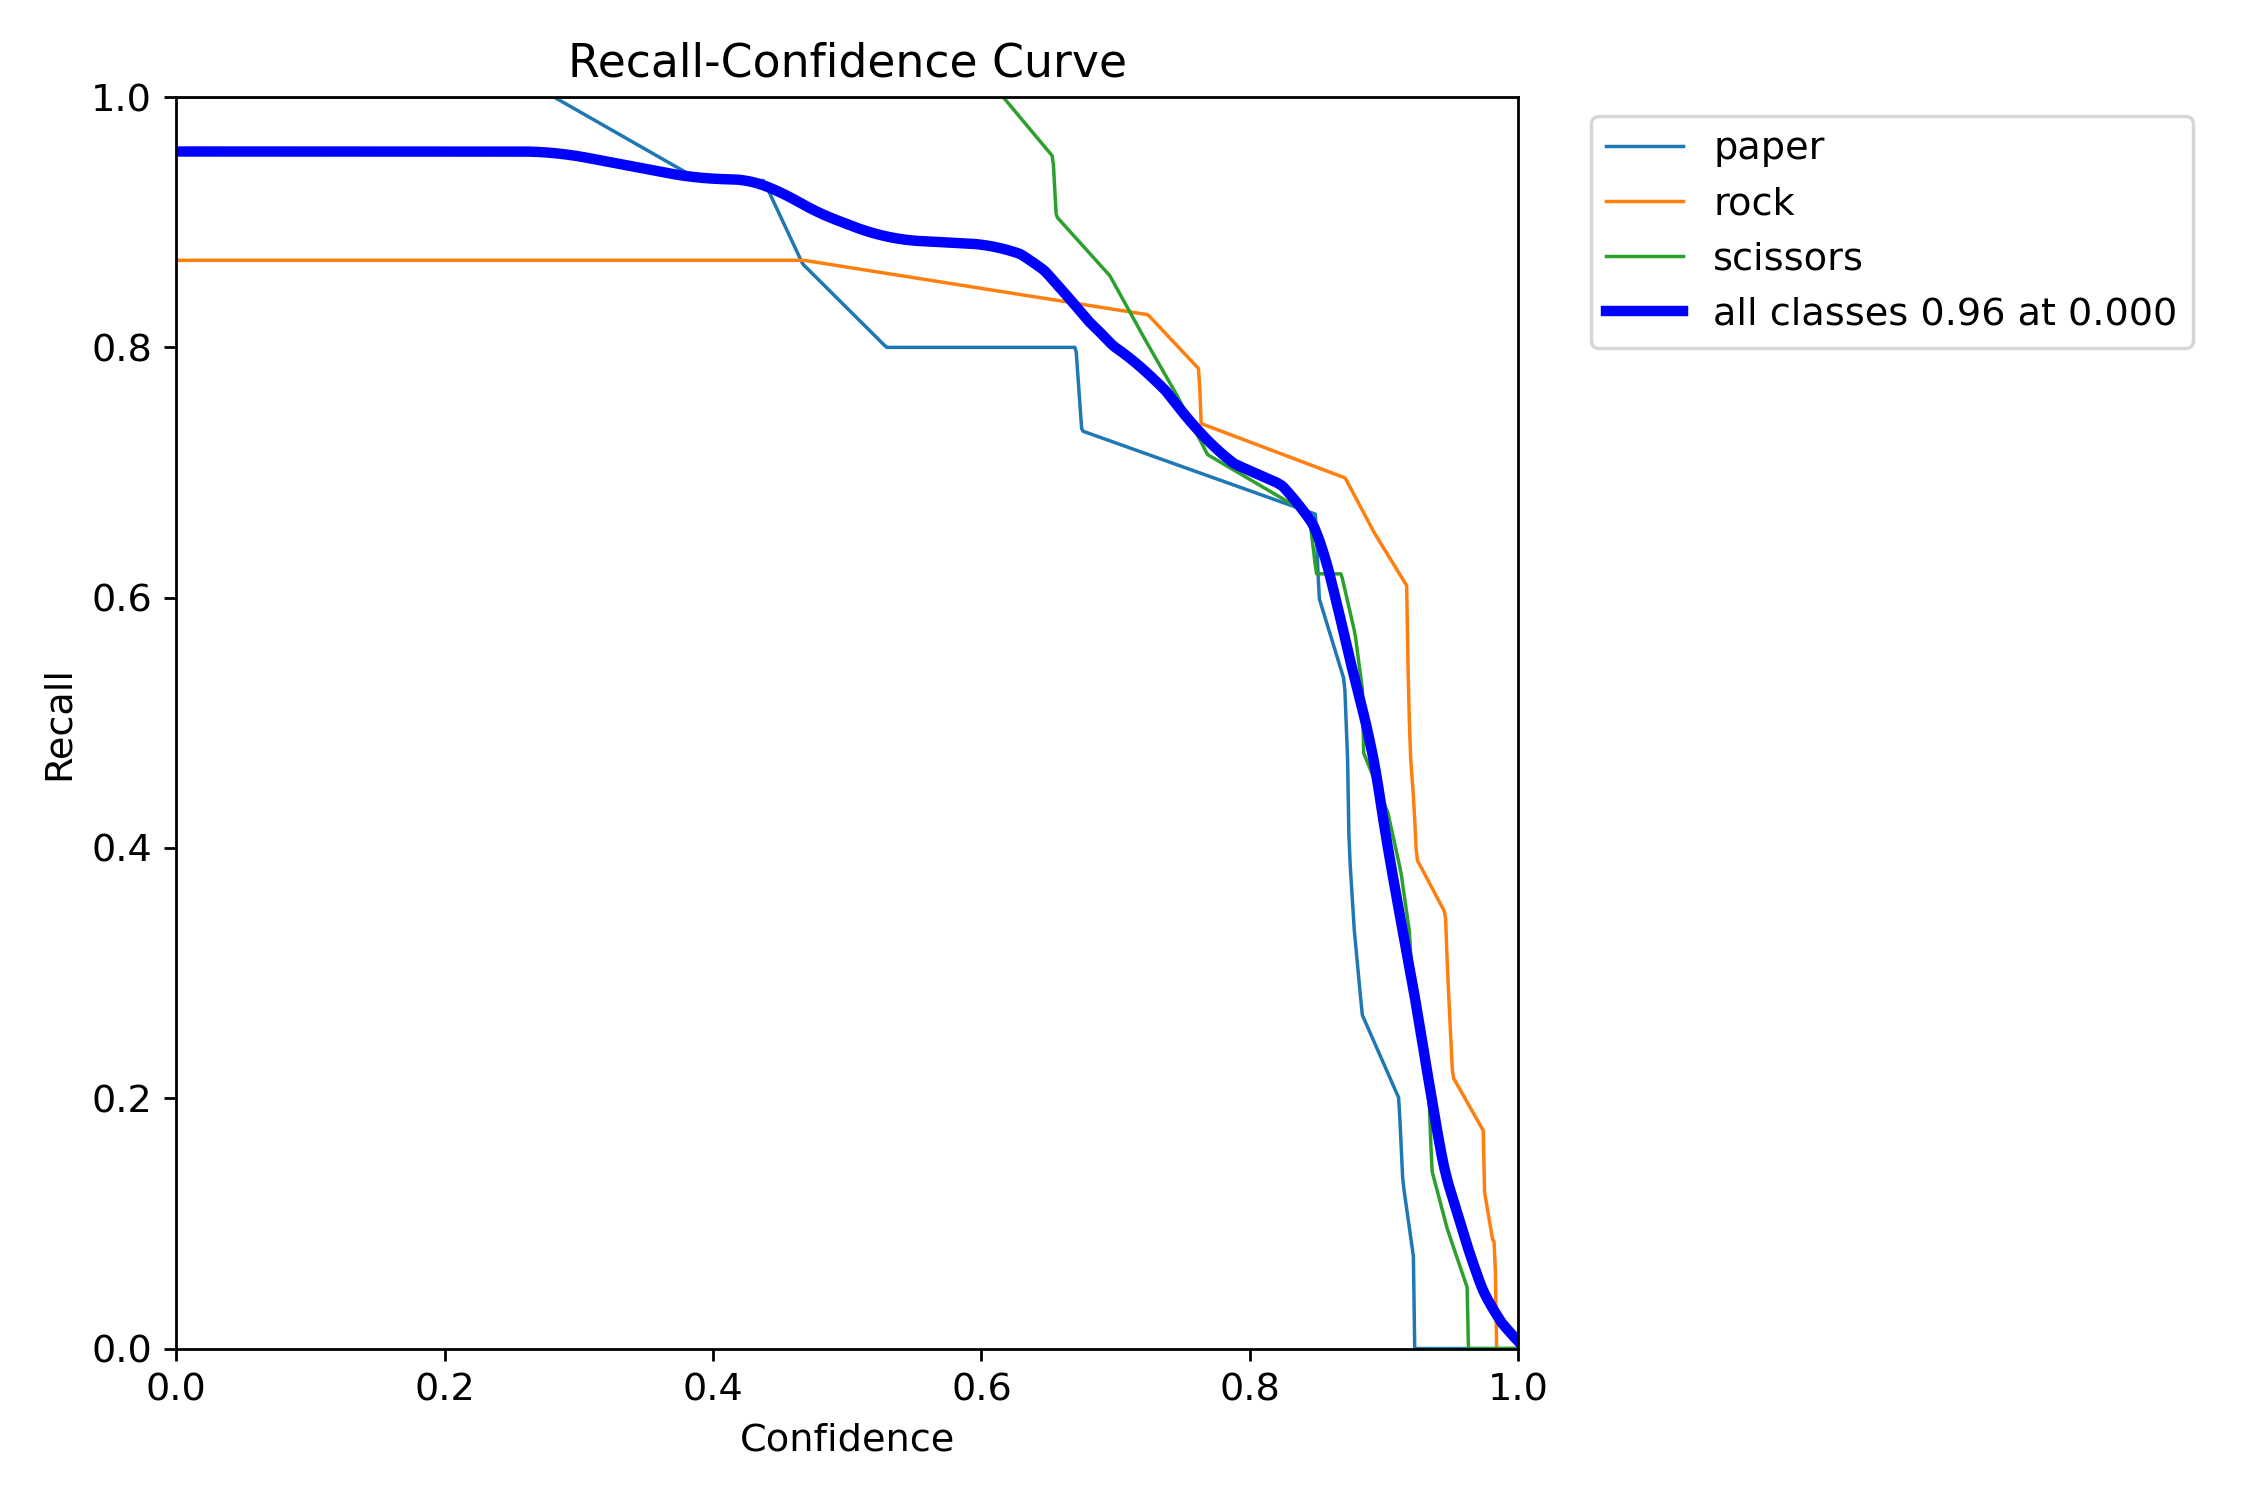 Recall-Confidence Curve
1.0
0.8
0.6
0.4
0.2
0.0
Recall
0.0 0.2 0.4 0.6 0.8 1.0
Confidence
paper
rock
scissors
all classes 0.96 at 0.000